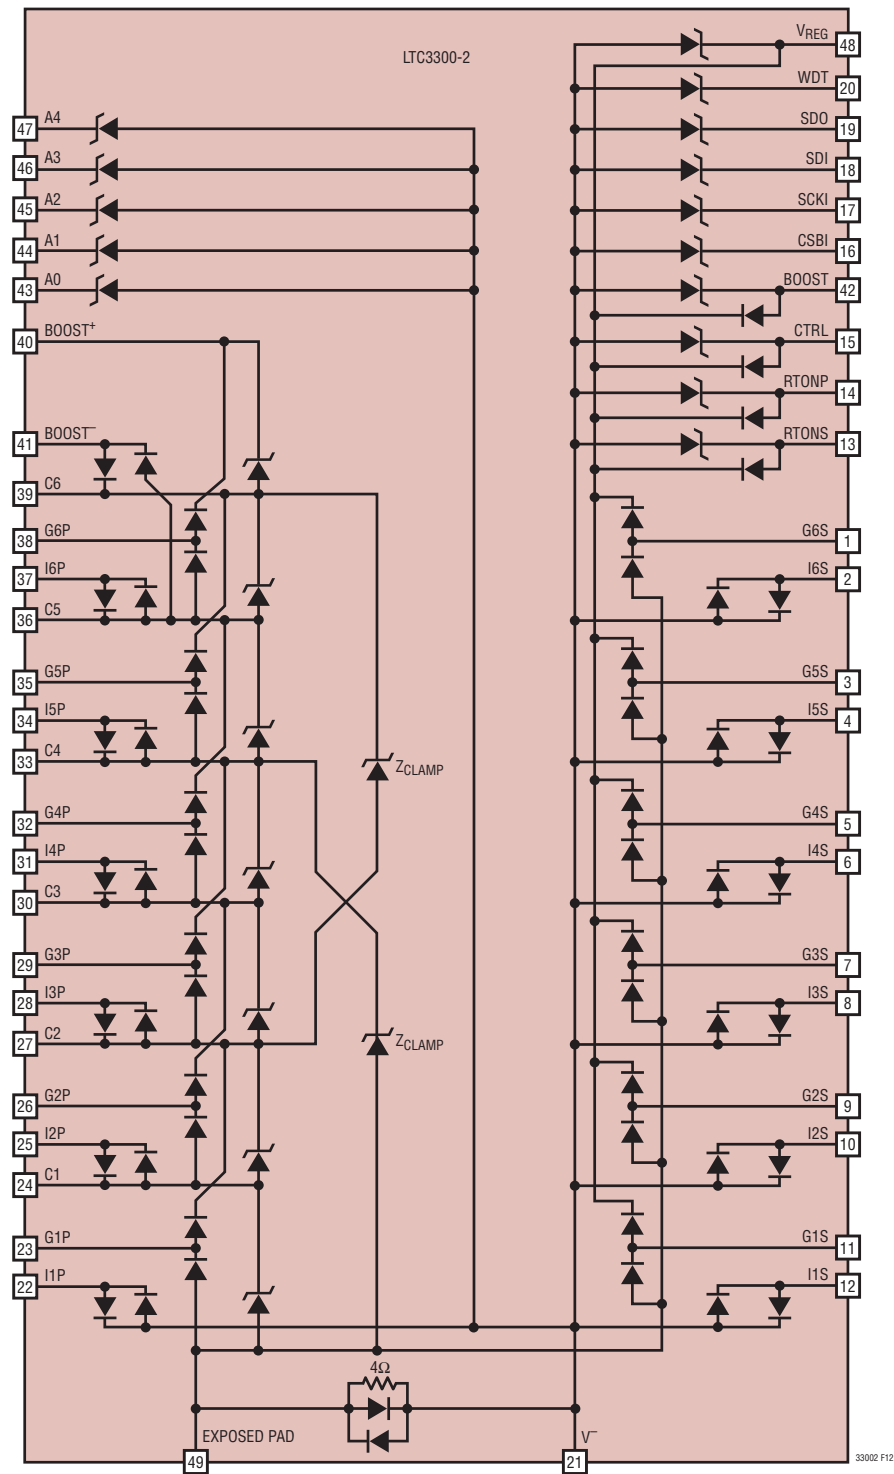 LTC3300-2
V_REG 48
WDT 20
SDO 19
SDI 18
SCKI 17
CSBI 16
BOOST 42
CTRL 15
RTONP 14
RTONS 13
47 A4
46 A3
45 A2
44 A1
43 A0
40 BOOST⁺
41 BOOST⁻
39 C6
38 G6P
37 I6P
36 C5
35 G5P
34 I5P
33 C4
32 G4P
31 I4P
30 C3
29 G3P
28 I3P
27 C2
26 G2P
25 I2P
24 C1
23 G1P
22 I1P
Z_CLAMP
Z_CLAMP
G6S 1
I6S 2
G5S 3
I5S 4
G4S 5
I4S 6
G3S 7
I3S 8
G2S 9
I2S 10
G1S 11
I1S 12
4Ω
EXPOSED PAD
49
V⁻
21
33002 F12